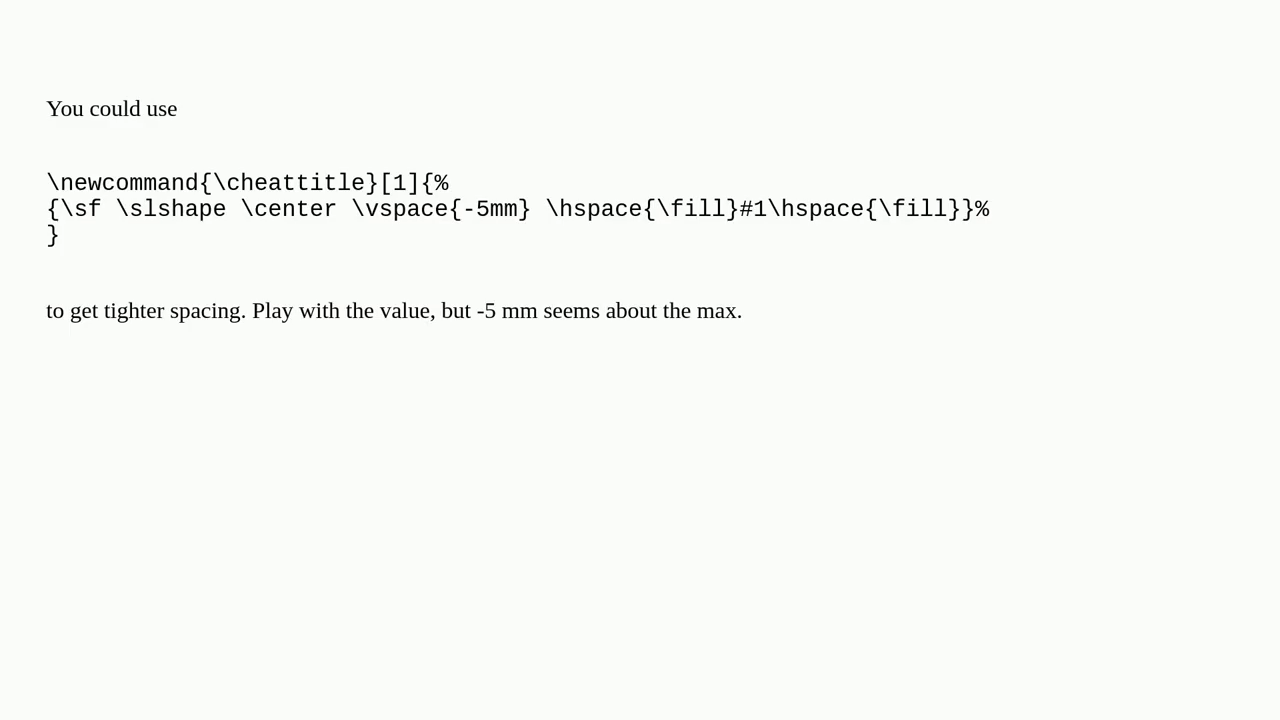 You could use
\newcommand{\cheattitle}[1]{%
{\sf \slshape \center \vspace{-5mm} \hspace{\fill}#1\hspace{\fill}}%
}
to get tighter spacing. Play with the value, but -5 mm seems about the max.